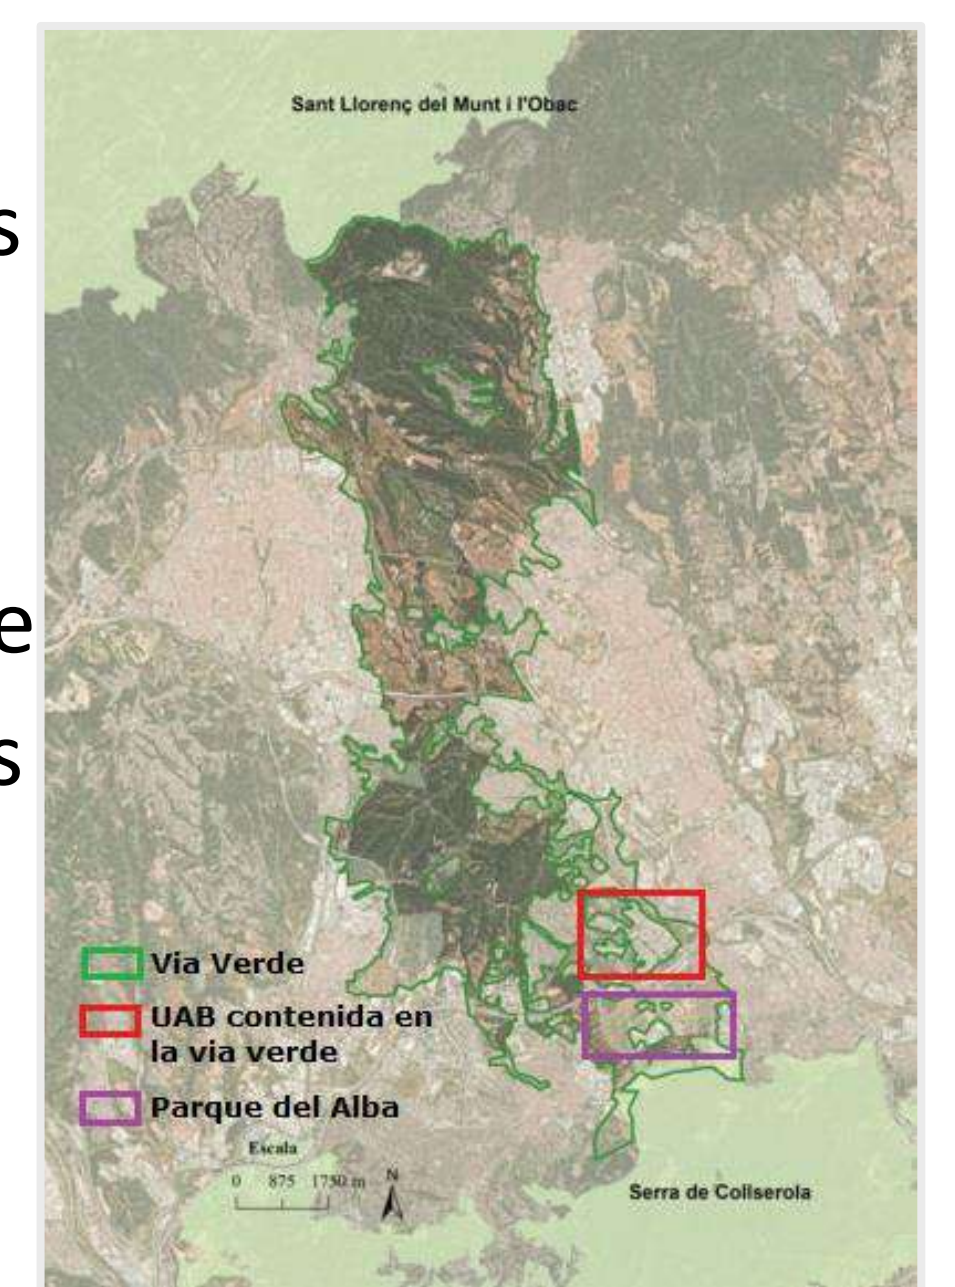 Sant Llorenç del Munt i l'Obac
s
e
s
Via Verde
UAB contenida en
la via verde
Parque del Alba
Escala
0 875 1750 m
N
Serra de Collserola